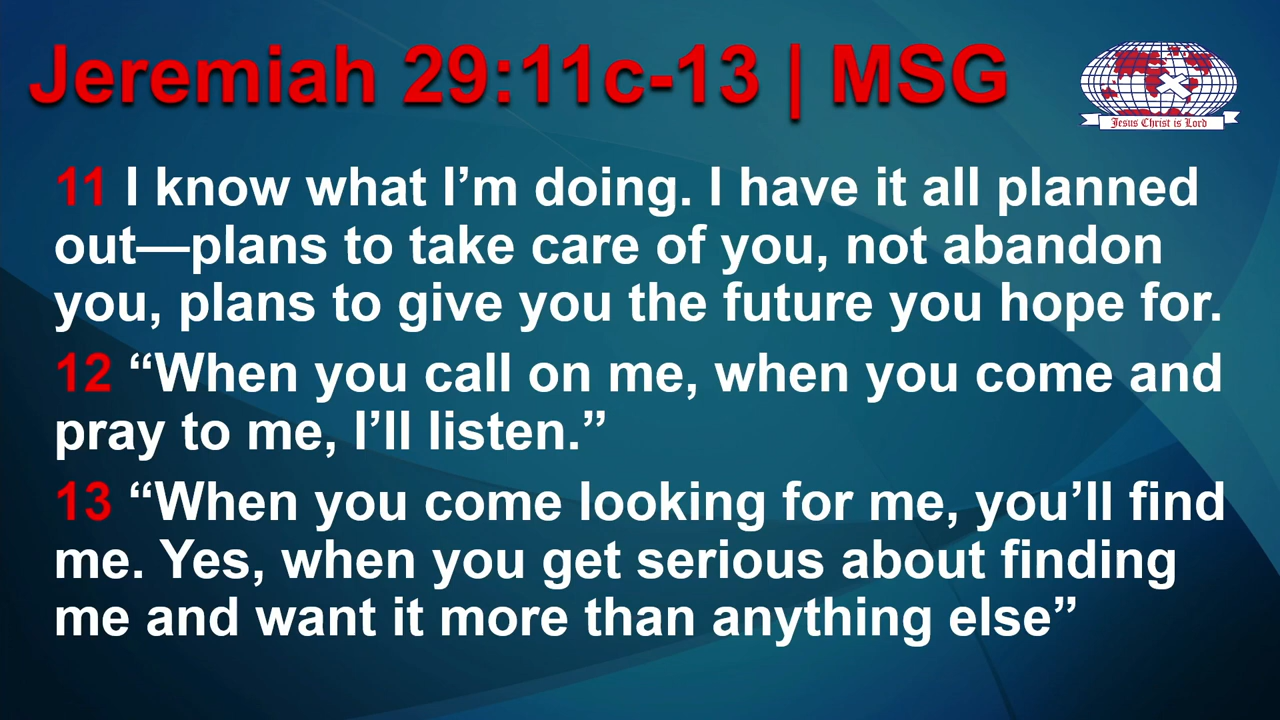 Jeremiah 29:11c-13 | MSG
Jesus Christ is Lord
11 I know what I’m doing. I have it all planned
out—plans to take care of you, not abandon
you, plans to give you the future you hope for.
12 “When you call on me, when you come and
pray to me, I’ll listen.”
13 “When you come looking for me, you’ll find
me. Yes, when you get serious about finding
me and want it more than anything else”